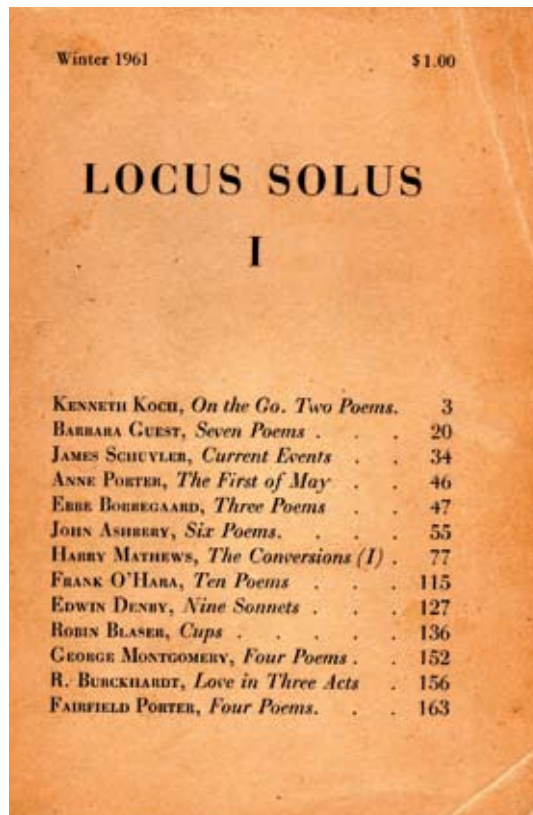 Winter 1961 $1.00
LOCUS SOLUS
I
KENNETH KOCH, On the Go. Two Poems. 3
BARBARA GUEST, Seven Poems . . . 20
JAMES SCHUYLER, Current Events . . 34
ANNE PORTER, The First of May . . 46
EBBE BORREGAARD, Three Poems . . 47
JOHN ASHBERY, Six Poems. . . . 55
HARRY MATHEWS, The Conversions (I) . 77
FRANK O'HARA, Ten Poems . . . 115
EDWIN DENBY, Nine Sonnets . . . 127
ROBIN BLASER, Cups . . . . . 136
GEORGE MONTGOMERY, Four Poems . . 152
R. BURCKHARDT, Love in Three Acts . 156
FAIRFIELD PORTER, Four Poems. . . 163